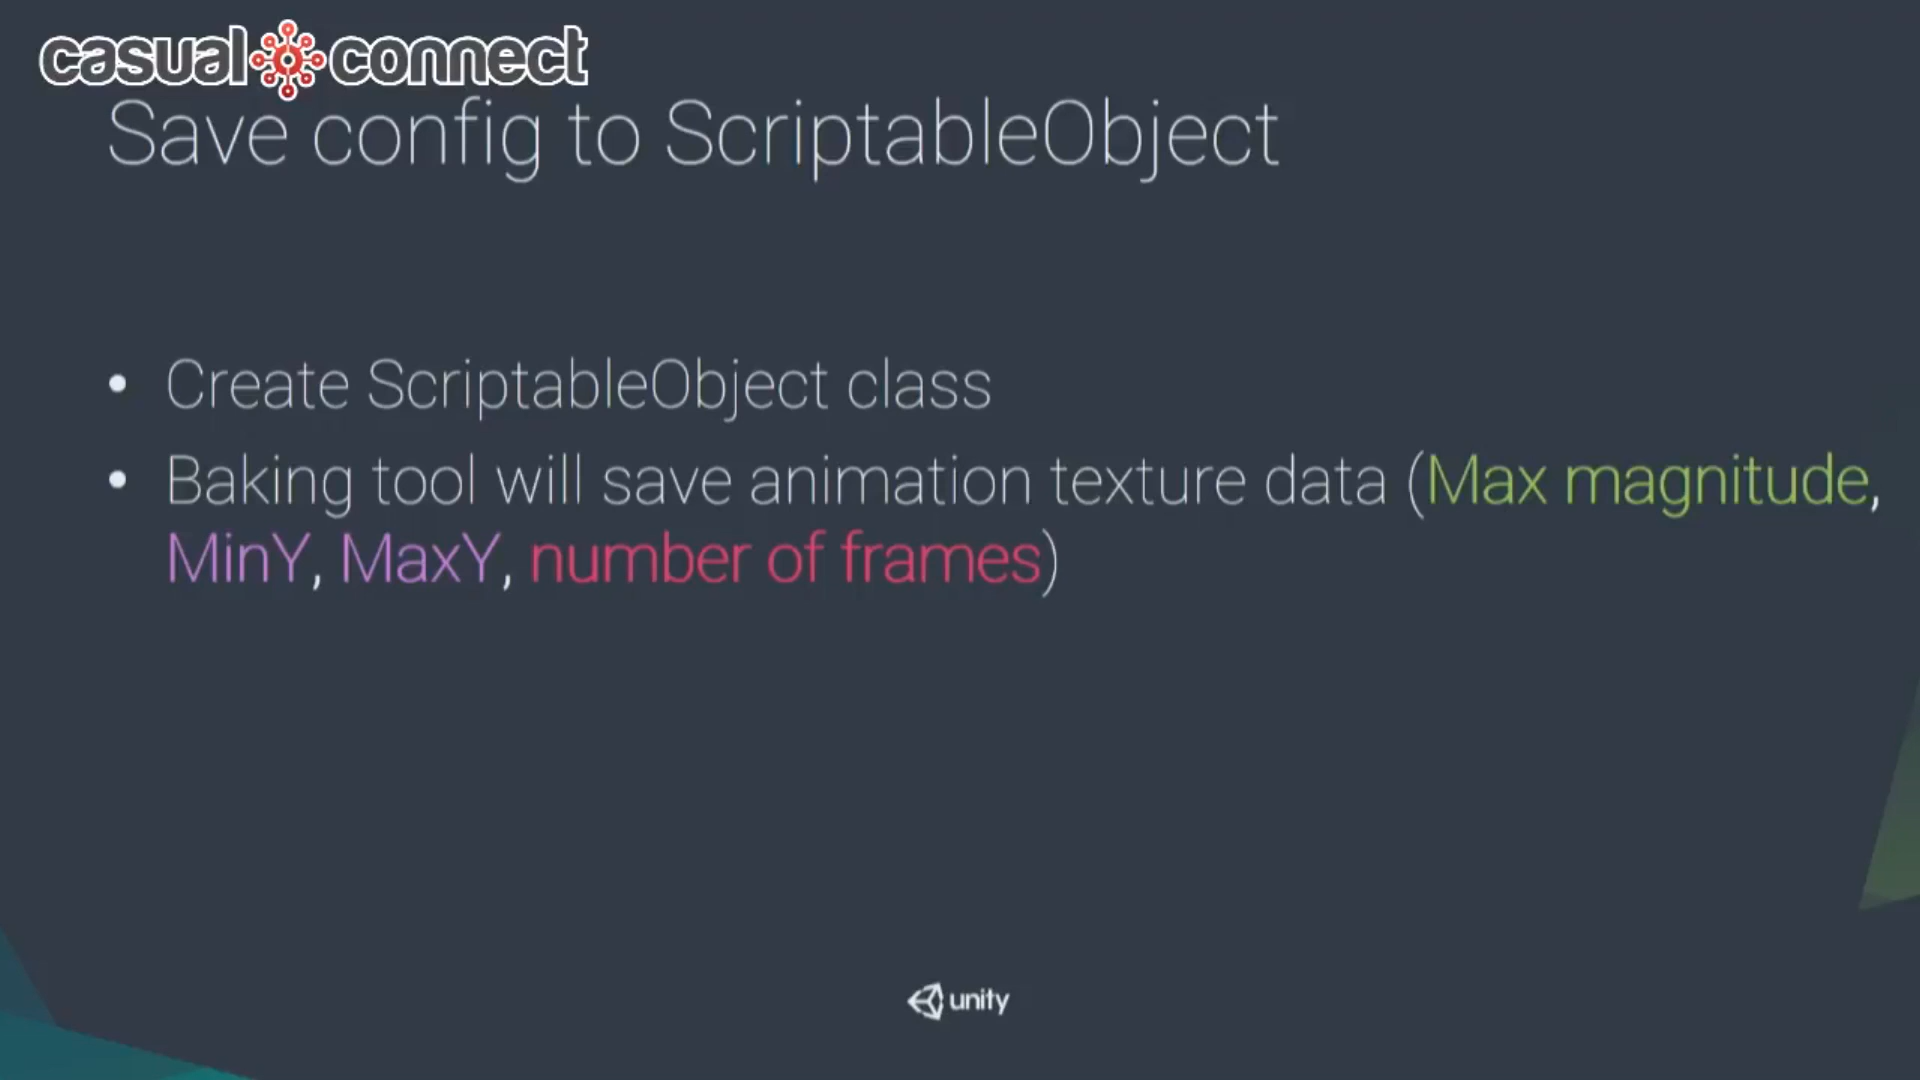 casual connect
Save config to ScriptableObject
• Create ScriptableObject class
• Baking tool will save animation texture data (Max magnitude,
MinY, MaxY, number of frames)
unity